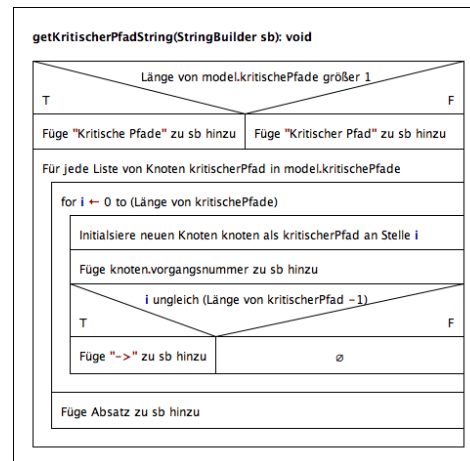 getKritischerPfadString(StringBuilder sb): void
Länge von model.kritischePfade größer 1
T
F
Füge "Kritische Pfade" zu sb hinzu
Füge "Kritischer Pfad" zu sb hinzu
Für jede Liste von Knoten kritischerPfad in model.kritischePfade
for i ← 0 to (Länge von kritischePfade)
Initialsiere neuen Knoten knoten als kritischerPfad an Stelle i
Füge knoten.vorgangsnummer zu sb hinzu
i ungleich (Länge von kritischerPfad -1)
T
F
Füge "->" zu sb hinzu
∅
Füge Absatz zu sb hinzu